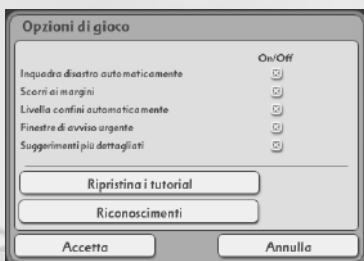 Opzioni di gioco
On/Off
Inquadra disastro automaticamente
Scorri ai margini
Livella confini automaticamente
Finestre di avviso urgente
Suggerimenti più dettagliati
Ripristina i tutorial
Riconoscimenti
Accetta
Annulla